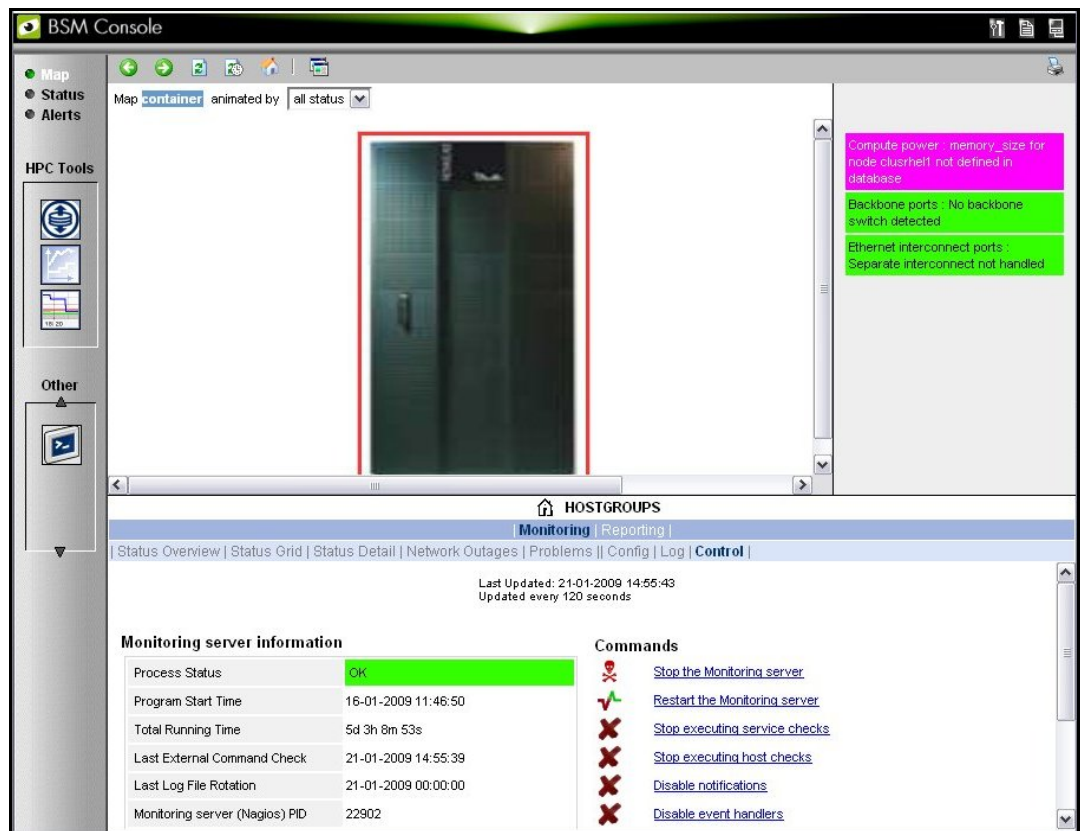 BSM Console
Map
Status
Alerts
HPC Tools
16:20
Other
Map container animated by all status
Compute power : memory_size for
node clusrhel1 not defined in
database
Backbone ports : No backbone
switch detected
Ethernet interconnect ports :
Separate interconnect not handled
HOSTGROUPS
| Monitoring | Reporting |
| Status Overview | Status Grid | Status Detail | Network Outages | Problems || Config | Log | Control |
Last Updated: 21-01-2009 14:55:43
Updated every 120 seconds
Monitoring server information
Process Status OK
Program Start Time 16-01-2009 11:46:50
Total Running Time 5d 3h 8m 53s
Last External Command Check 21-01-2009 14:55:39
Last Log File Rotation 21-01-2009 00:00:00
Monitoring server (Nagios) PID 22902
Commands
Stop the Monitoring server
Restart the Monitoring server
Stop executing service checks
Stop executing host checks
Disable notifications
Disable event handlers